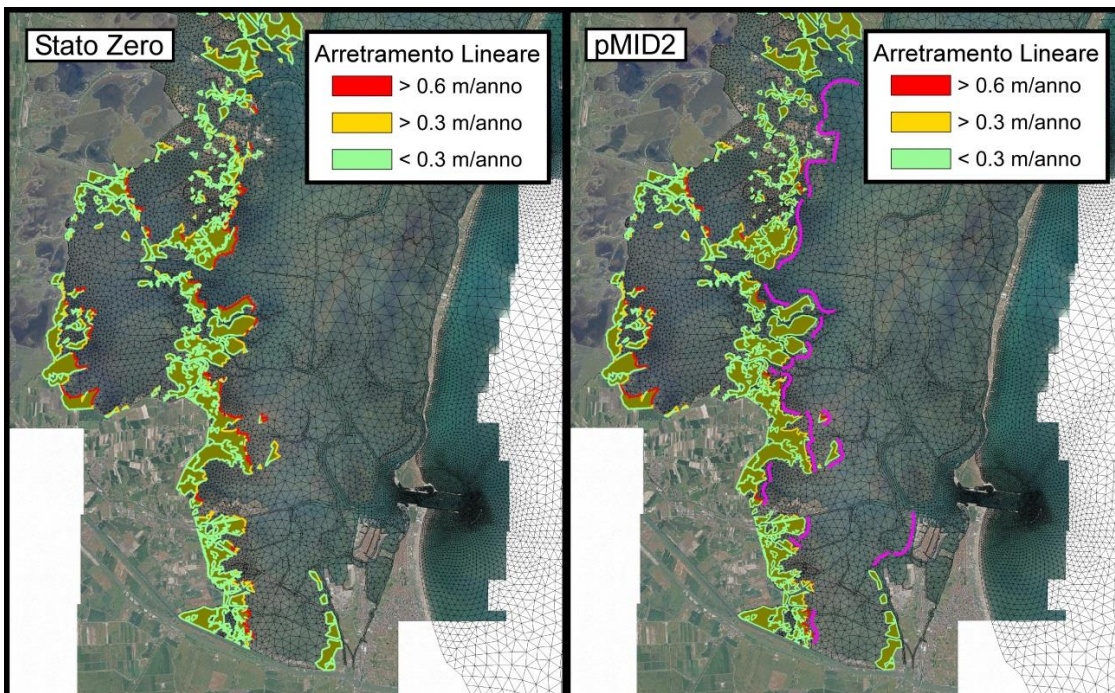 Stato Zero
Arretramento Lineare
> 0.6 m/anno
> 0.3 m/anno
< 0.3 m/anno
pMID2
Arretramento Lineare
> 0.6 m/anno
> 0.3 m/anno
< 0.3 m/anno